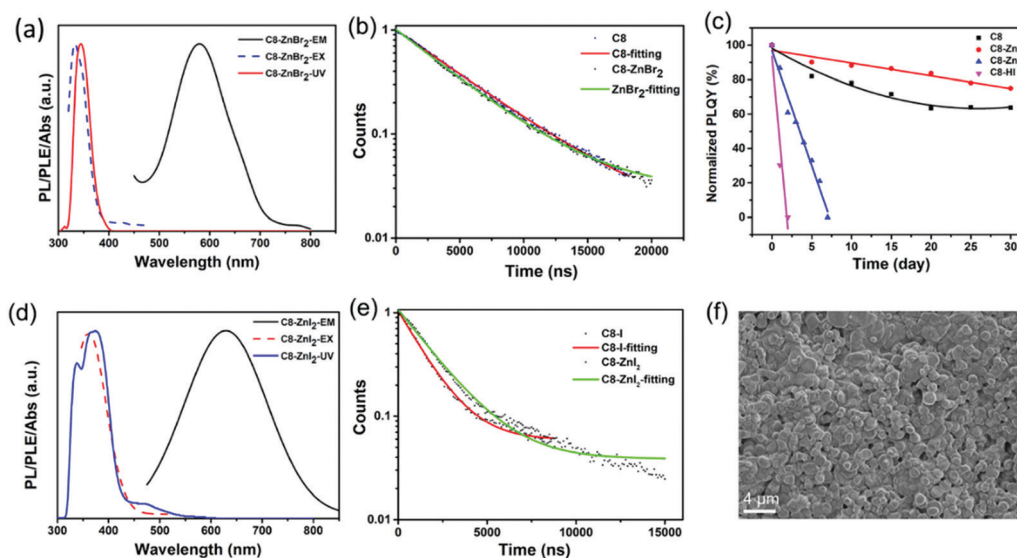 (a)
C8-ZnBr2-EM
C8-ZnBr2-EX
C8-ZnBr2-UV
PL/PLE/Abs (a.u.)
300 400 500 600 700 800
Wavelength (nm)
(b)
C8
C8-fitting
C8-ZnBr2
ZnBr2-fitting
Counts
1
0.1
0.01
0 5000 10000 15000 20000
Time (ns)
(c)
C8
C8-Zn
C8-Zn
C8-HI
Normalized PLQY (%)
100
80
60
40
20
0
0 5 10 15 20 25 30
Time (day)
(d)
C8-ZnI2-EM
C8-ZnI2-EX
C8-ZnI2-UV
PL/PLE/Abs (a.u.)
300 400 500 600 700 800
Wavelength (nm)
(e)
C8-I
C8-I-fitting
C8-ZnI2
C8-ZnI2-fitting
Counts
1
0.1
0.01
0 5000 10000 15000
Time (ns)
(f)
4 μm